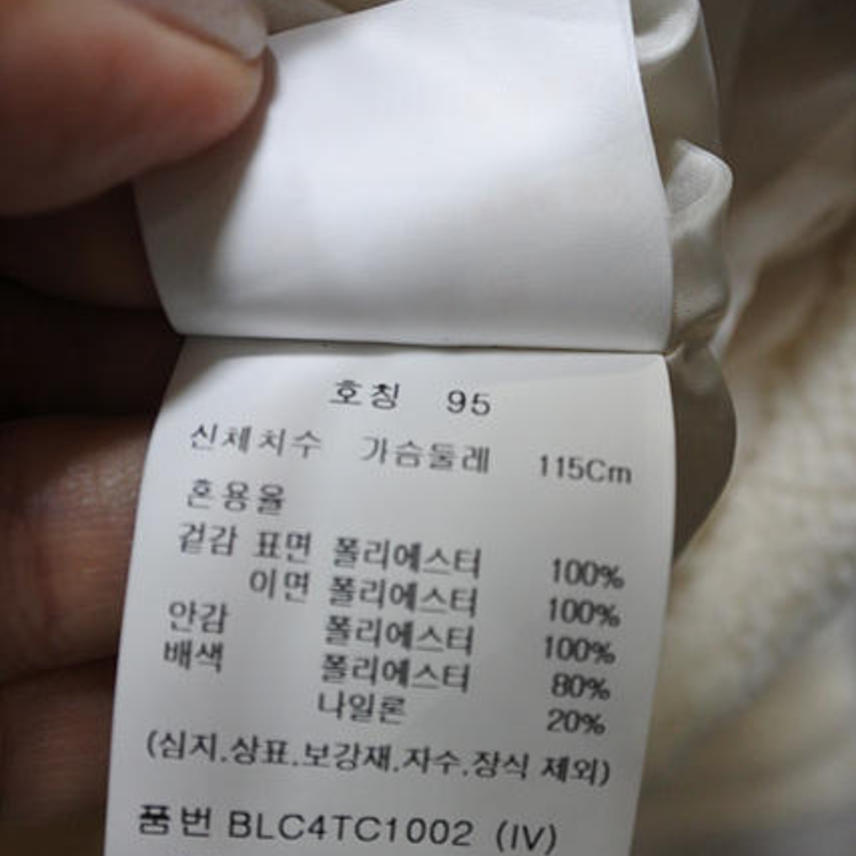 호칭 95
신체치수 가슴둘레 115Cm
혼용율
겉감 표면 폴리에스터 100%
이면 폴리에스터 100%
안감 폴리에스터 100%
배색 폴리에스터 80%
나일론 20%
(심지.상표.보강재.자수.장식 제외)
품번 BLC4TC1002 (IV)